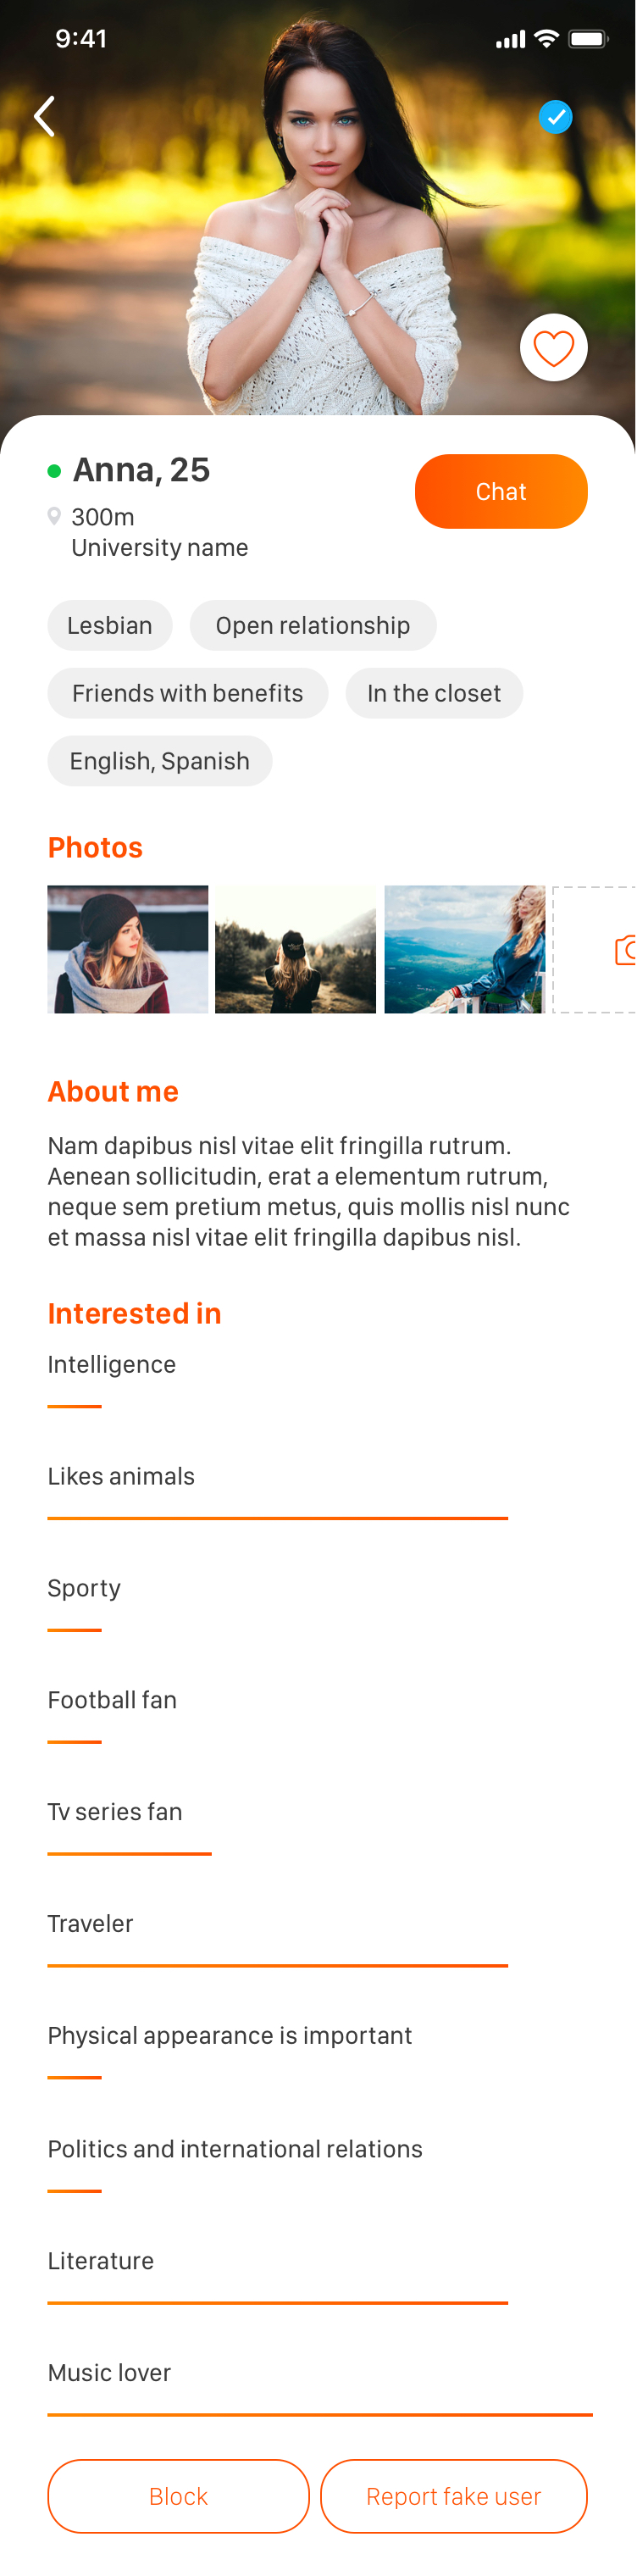 9:41
Anna, 25
Chat
300m
University name
Lesbian
Open relationship
Friends with benefits
In the closet
English, Spanish
Photos
About me
Nam dapibus nisl vitae elit fringilla rutrum.
Aenean sollicitudin, erat a elementum rutrum,
neque sem pretium metus, quis mollis nisl nunc
et massa nisl vitae elit fringilla dapibus nisl.
Interested in
Intelligence
Likes animals
Sporty
Football fan
Tv series fan
Traveler
Physical appearance is important
Politics and international relations
Literature
Music lover
Block
Report fake user